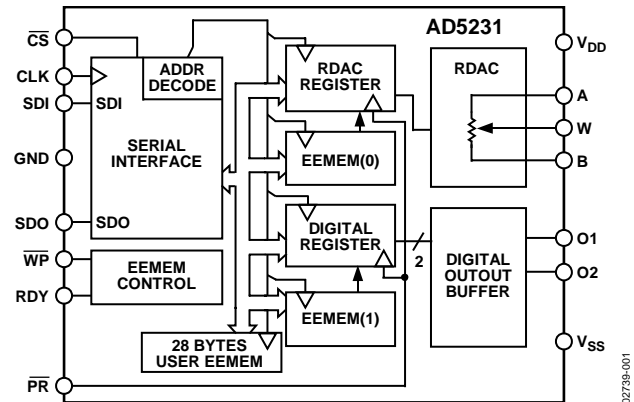 AD5231
CS
CLK
SDI
GND
SDO
WP
RDY
PR
ADDR
DECODE
SDI
SERIAL
INTERFACE
SDO
EEMEM
CONTROL
28 BYTES
USER EEMEM
RDAC
REGISTER
EEMEM(0)
DIGITAL
REGISTER
EEMEM(1)
2
RDAC
DIGITAL
OUTOUT
BUFFER
VDD
A
W
B
O1
O2
VSS
02739-001